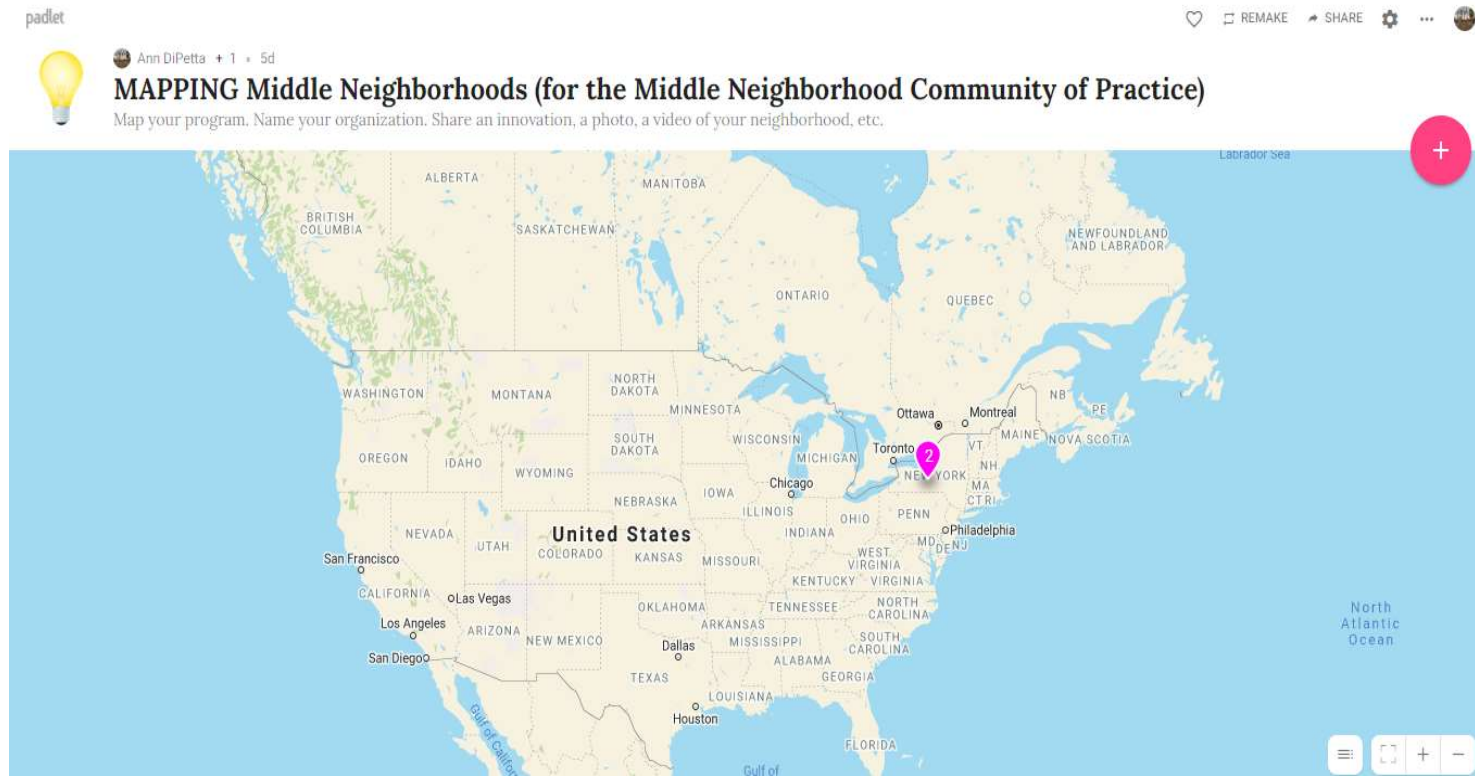 padlet
REMAKE SHARE
Ann DiPetta + 1 • 5d
MAPPING Middle Neighborhoods (for the Middle Neighborhood Community of Practice)
Map your program. Name your organization. Share an innovation, a photo, a video of your neighborhood, etc.
+
Labrador Sea
ALBERTA
MANITOBA
BRITISH
COLUMBIA
SASKATCHEWAN
NEWFOUNDLAND
AND LABRADOR
ONTARIO
QUEBEC
WASHINGTON
MONTANA
NORTH
DAKOTA
MINNESOTA
NB
PE
Ottawa
Montreal
MAINE
NOVA SCOTIA
SOUTH
DAKOTA
WISCONSIN
MICHIGAN
Toronto
2
VT
NH
OREGON
IDAHO
WYOMING
NEW YORK
MA
CT RI
Chicago
NEBRASKA
IOWA
ILLINOIS
INDIANA
OHIO
PENN
Philadelphia
MD
DE
NJ
NEVADA
UTAH
United States
COLORADO
KANSAS
MISSOURI
WEST
VIRGINIA
KENTUCKY
VIRGINIA
San Francisco
CALIFORNIA
Las Vegas
OKLAHOMA
TENNESSEE
NORTH
CAROLINA
Los Angeles
ARIZONA
NEW MEXICO
ARKANSAS
Dallas
MISSISSIPPI
SOUTH
CAROLINA
San Diego
ALABAMA
TEXAS
GEORGIA
LOUISIANA
Houston
FLORIDA
North
Atlantic
Ocean
Gulf of California
Gulf of
+ −